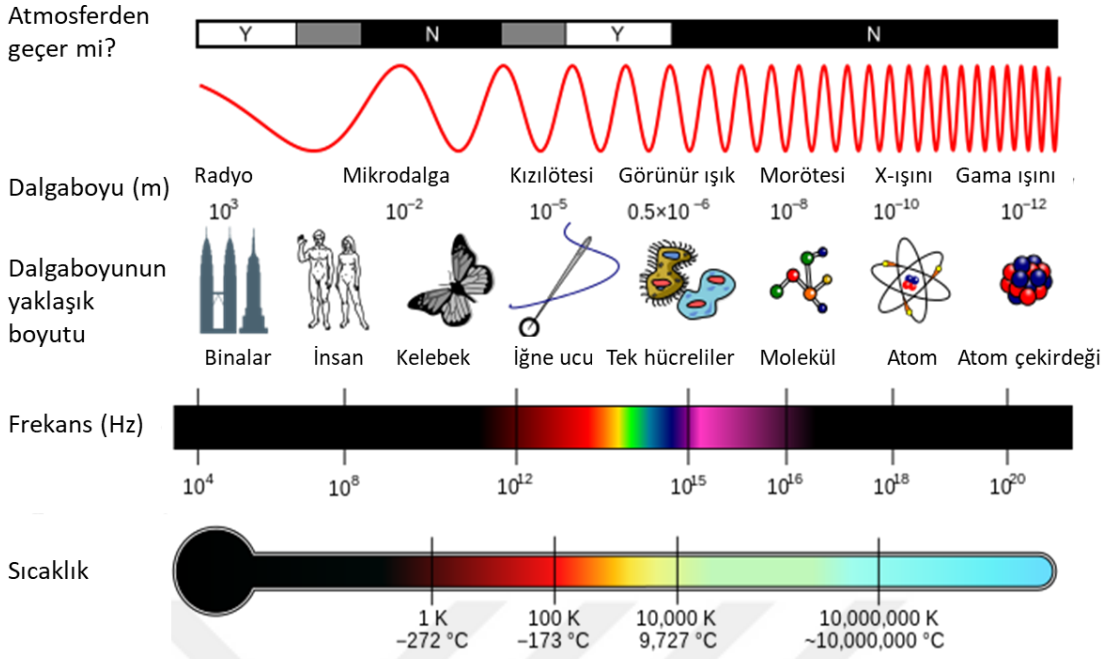 Atmosferden
geçer mi?
Y N Y N
Radyo Mikrodalga Kızılötesi Görünür ışık Morötesi X-ışını Gama ışını
Dalgaboyu (m)
10³ 10⁻² 10⁻⁵ 0.5×10⁻⁶ 10⁻⁸ 10⁻¹⁰ 10⁻¹²
Dalgaboyunun
yaklaşık
boyutu
Binalar İnsan Kelebek İğne ucu Tek hücreliler Molekül Atom Atom çekirdeği
Frekans (Hz)
10⁴ 10⁸ 10¹² 10¹⁵ 10¹⁶ 10¹⁸ 10²⁰
Sıcaklık
1 K 100 K 10,000 K 10,000,000 K
−272 °C −173 °C 9,727 °C ~10,000,000 °C